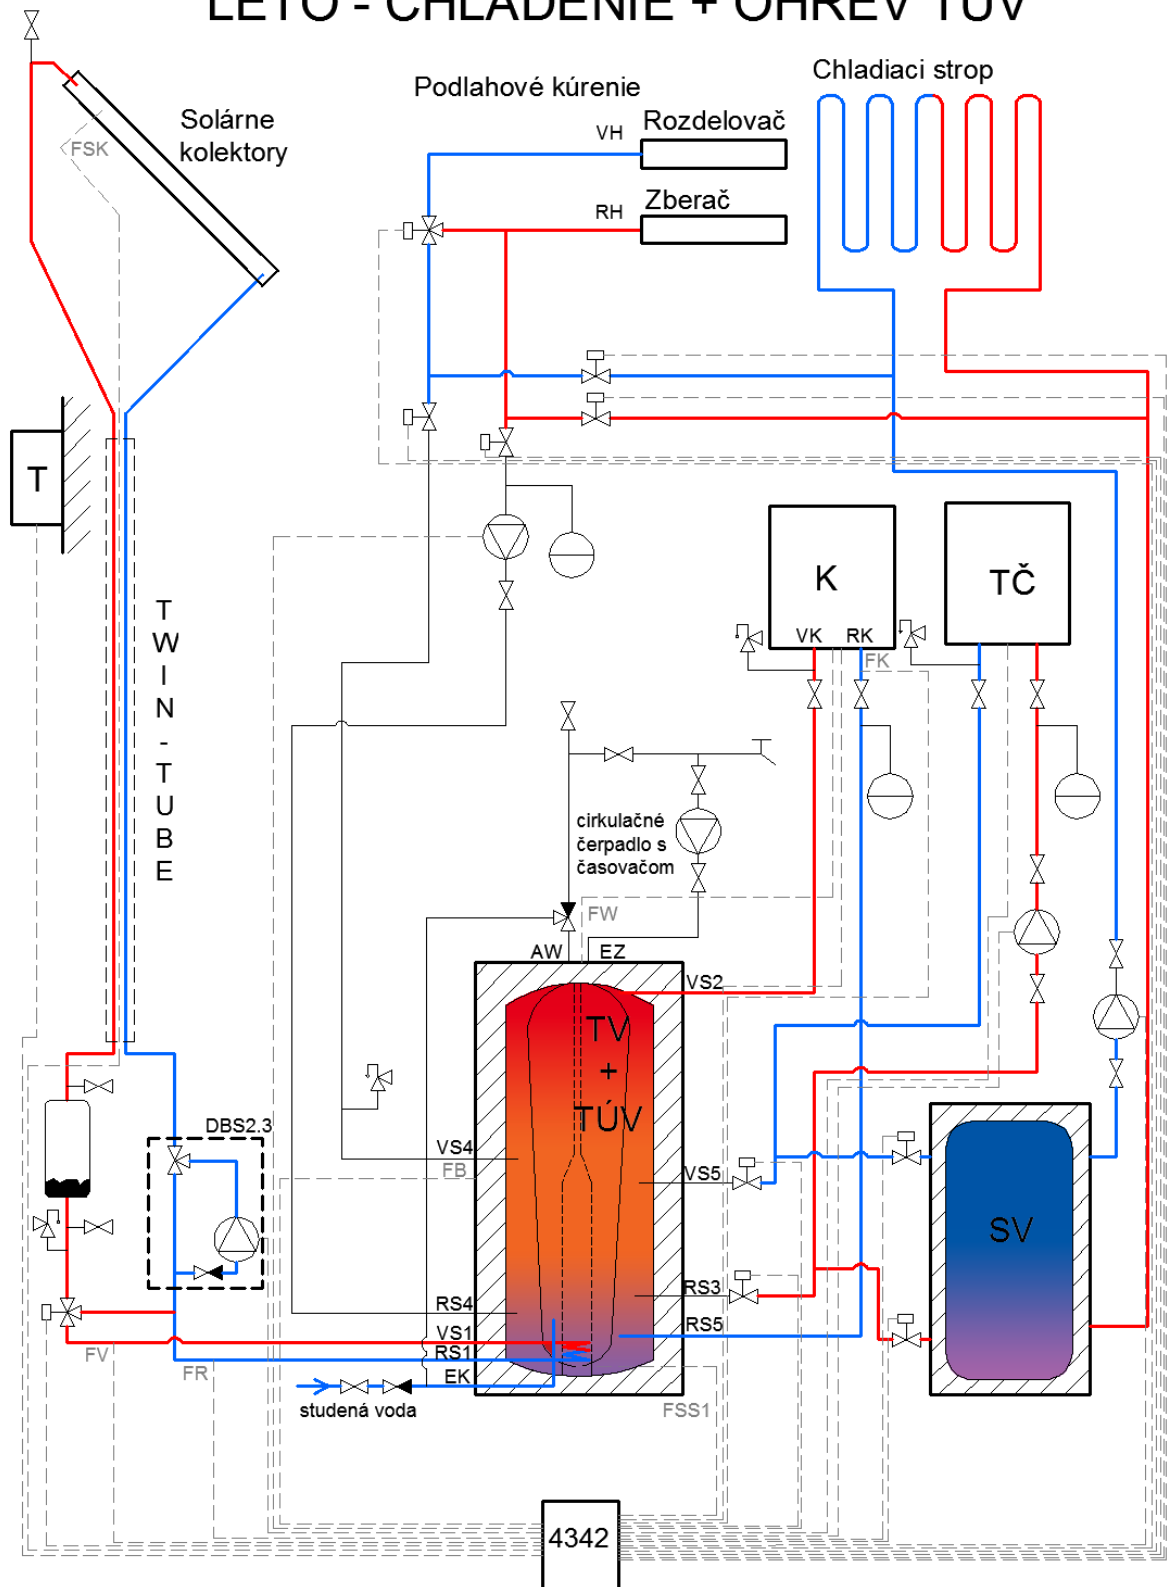 LETO - CHLADENIE + OHREV TÚV
Solárne
kolektory
FSK
Podlahové kúrenie
Chladiaci strop
VH
Rozdelovač
RH
Zberač
T
TWIN - TUBE
K
TČ
VK
RK
FK
cirkulačné
čerpadlo s
časovačom
FW
AW
EZ
VS2
TV
+
TÚV
DBS2.3
VS4
FB
VS5
SV
RS4
RS3
VS1
RS5
RS1
FV
FR
EK
studená voda
FSS1
4342